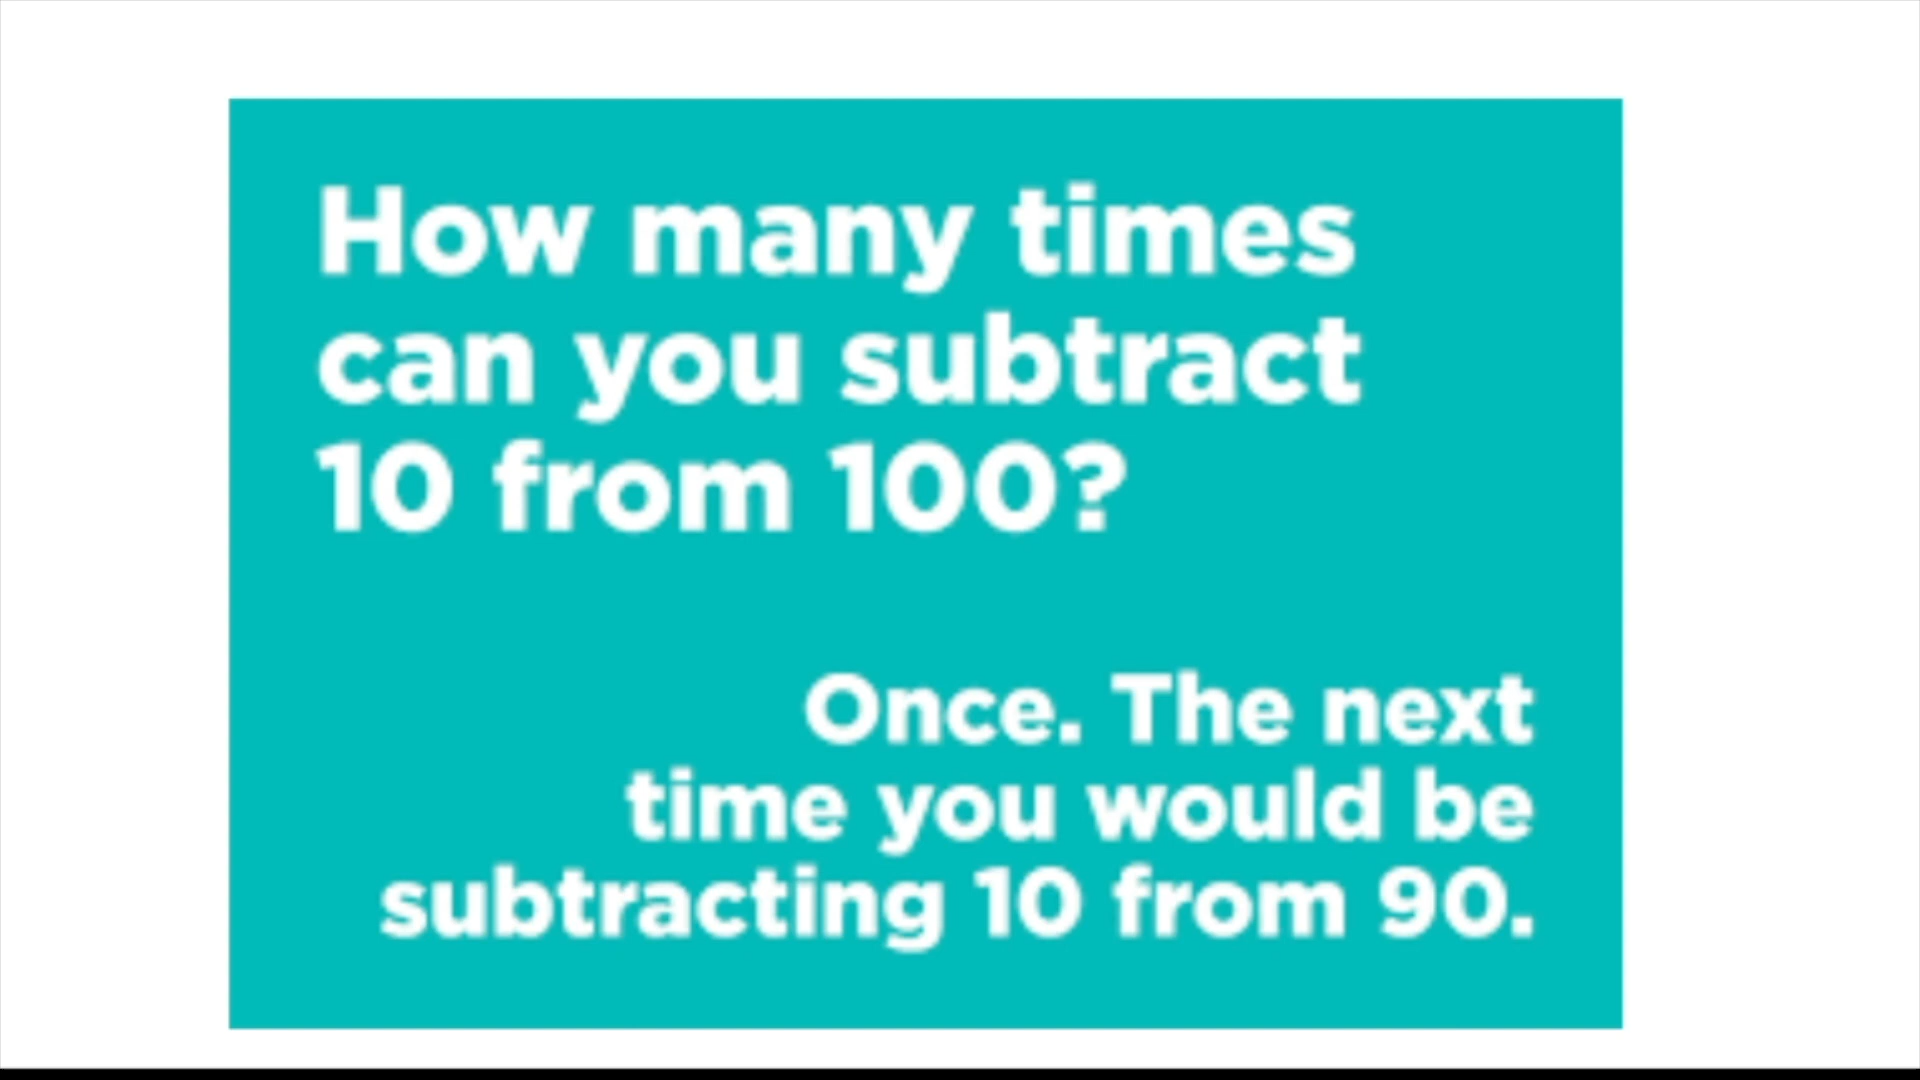 How many times
can you subtract
10 from 100?
Once. The next
time you would be
subtracting 10 from 90.